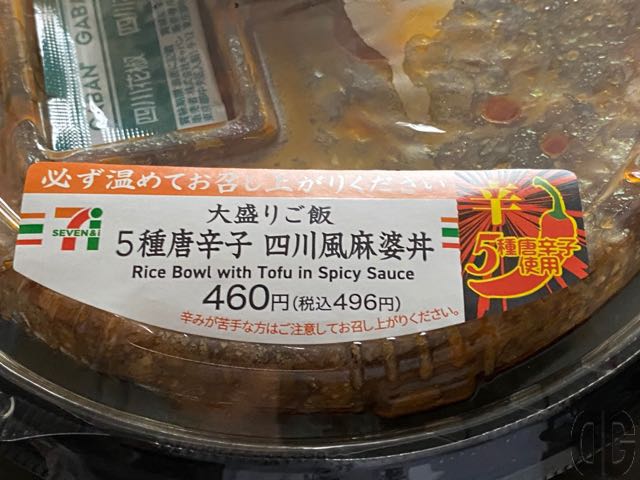 GABAN GABAN
四川花椒
必ず温めてお召し上がりください
SEVEN&i
大盛りご飯
5種唐辛子 四川風麻婆丼
Rice Bowl with Tofu in Spicy Sauce
460円(税込496円)
辛みが苦手な方はご注意してお召し上がりください。
辛
5種唐辛子
使用